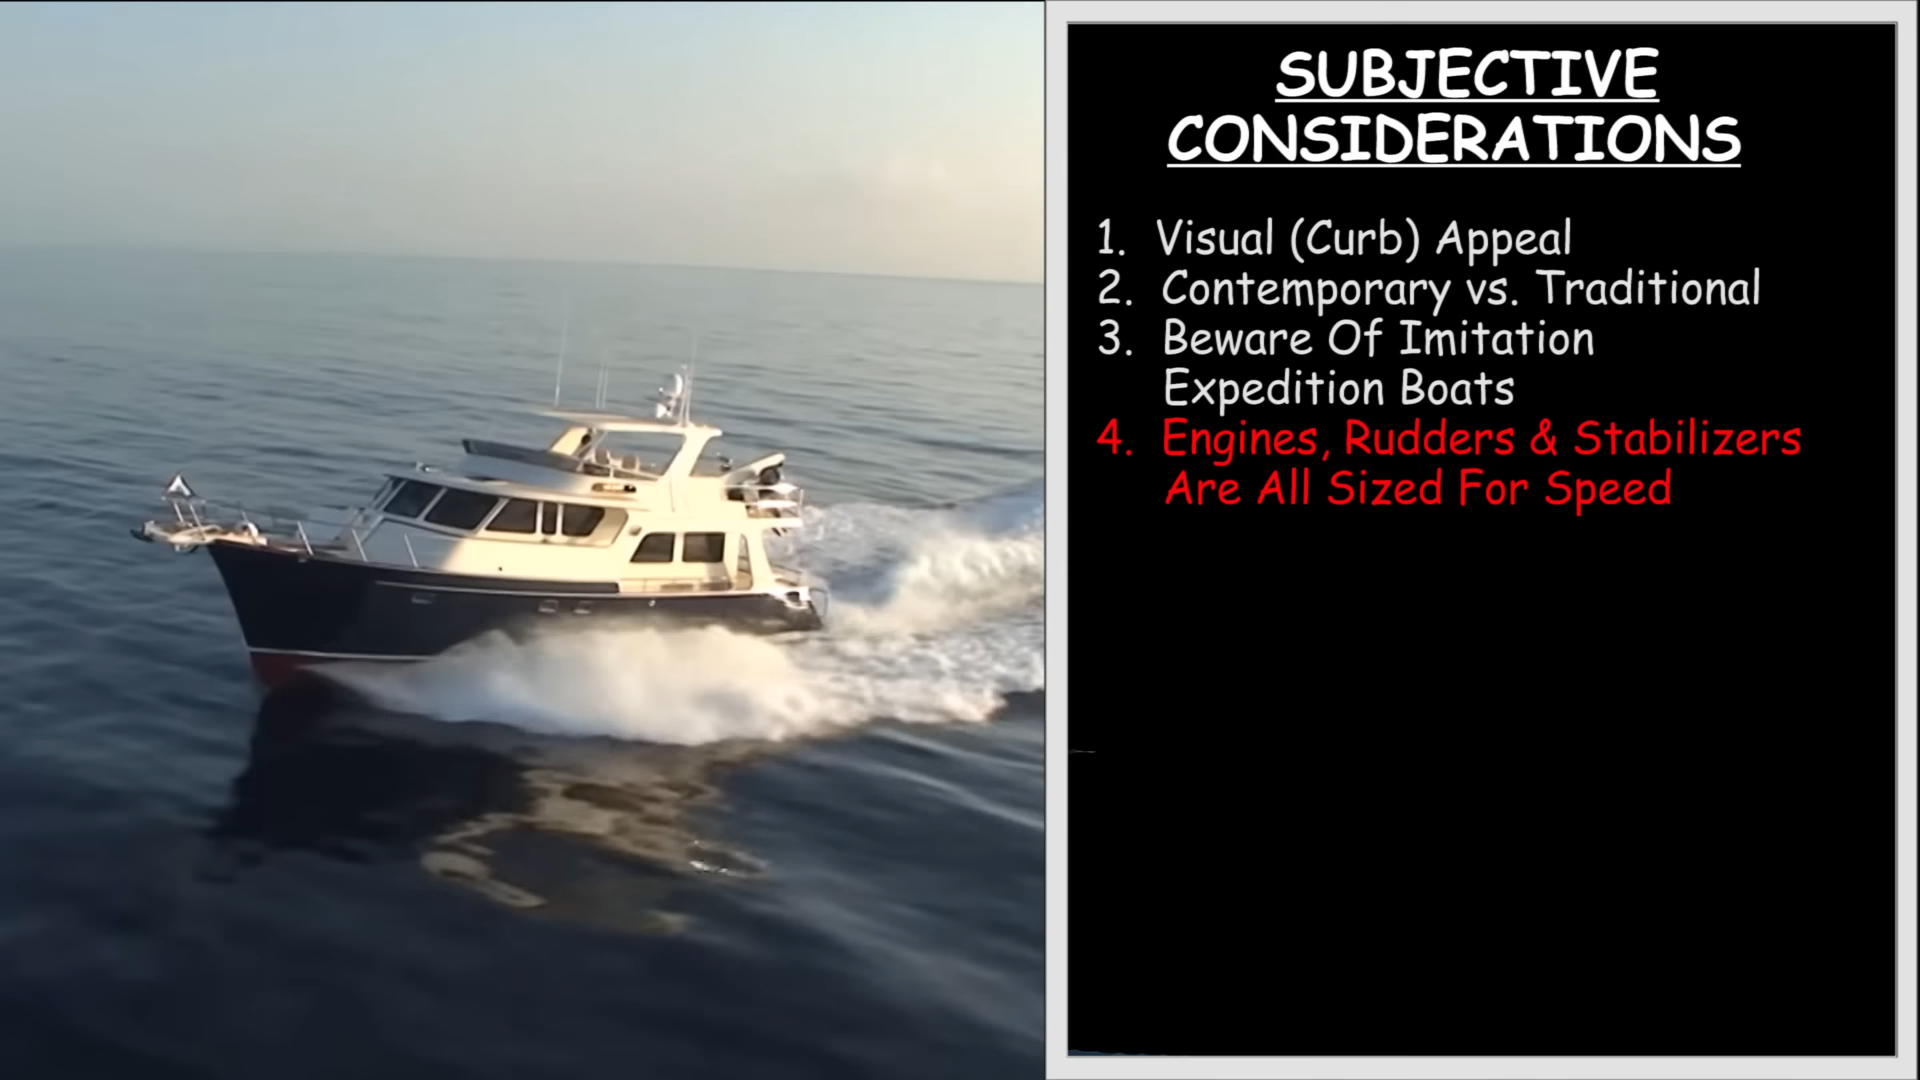 SUBJECTIVE
CONSIDERATIONS
1. Visual (Curb) Appeal
2. Contemporary vs. Traditional
3. Beware Of Imitation
Expedition Boats
4. Engines, Rudders & Stabilizers
Are All Sized For Speed